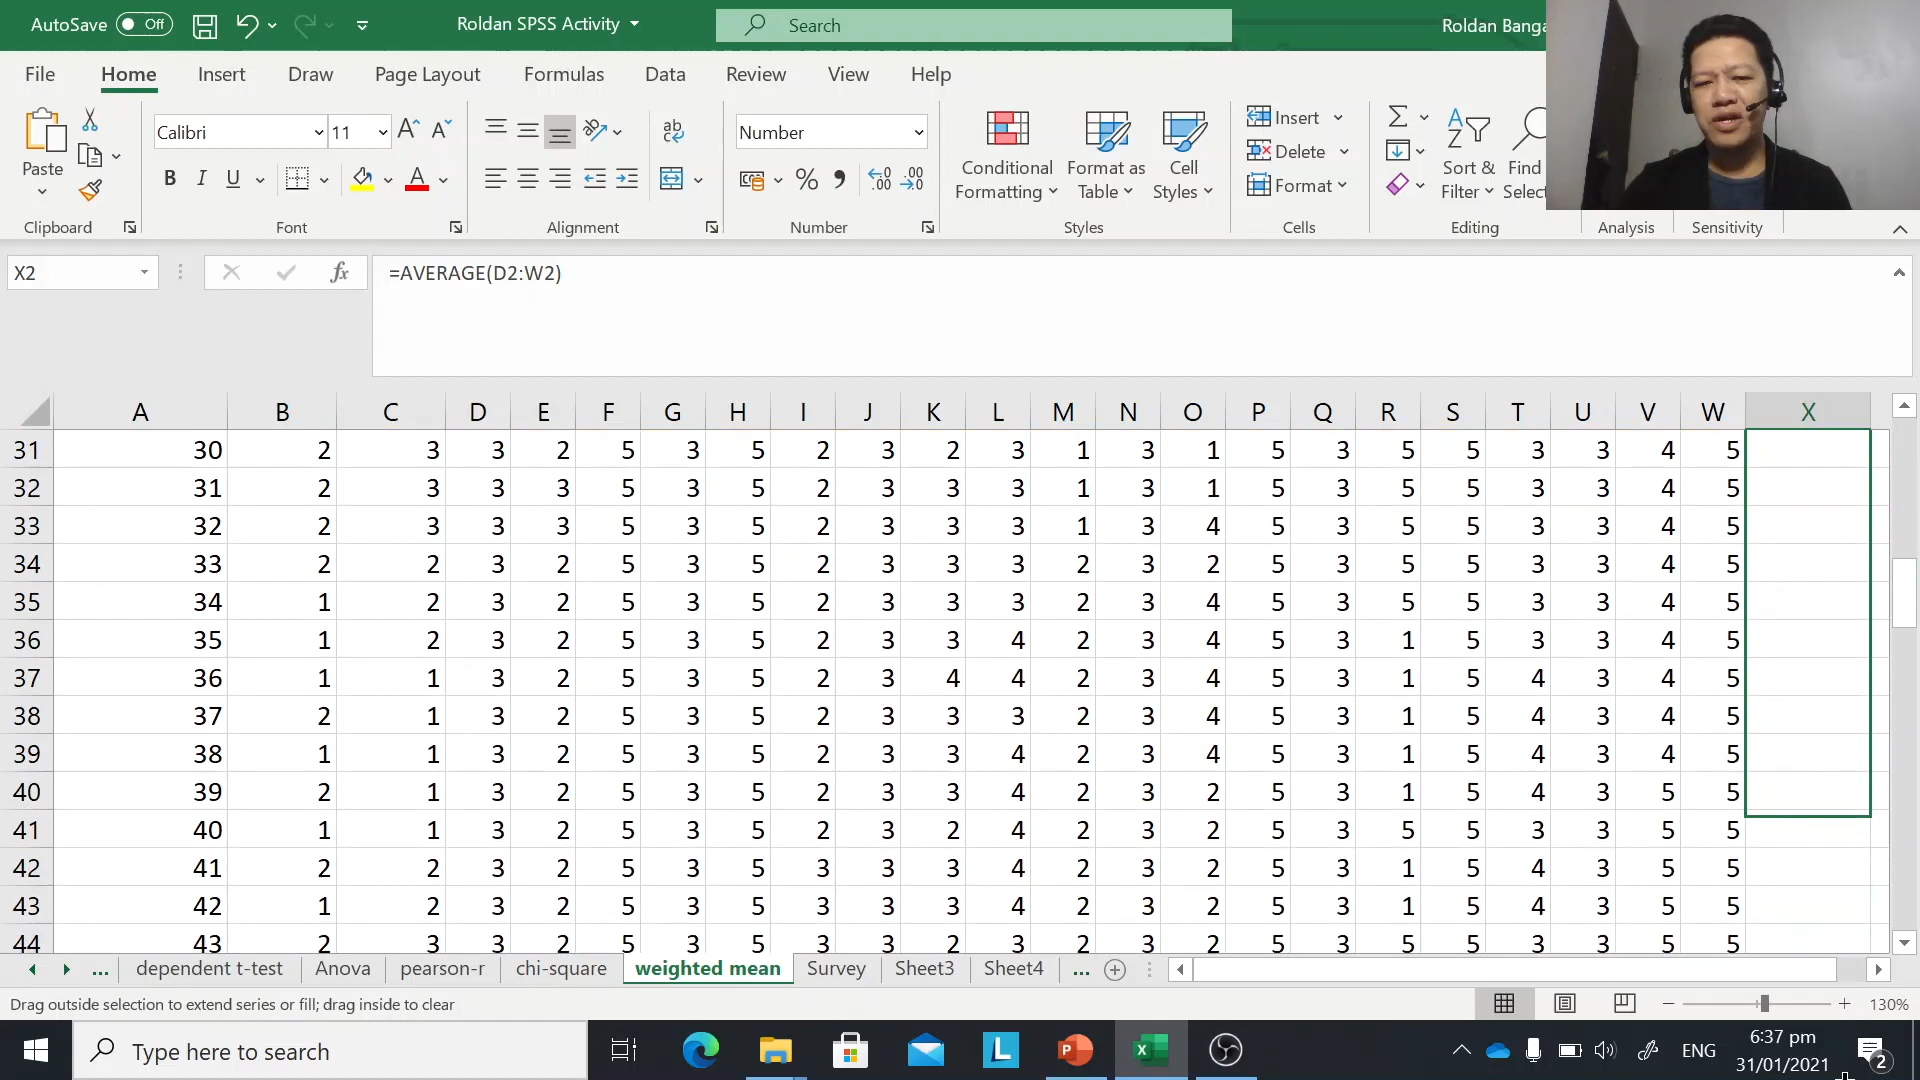 AutoSave Off Roldan SPSS Activity Search Roldan Banga
File Home Insert Draw Page Layout Formulas Data Review View Help
Calibri 11 Number Insert
Paste Conditional Format as Cell Delete Sort & Find
B I U Formatting Table Styles Format Filter Selec
Clipboard Font Alignment Number Styles Cells Editing Analysis Sensitivity
X2 fx =AVERAGE(D2:W2)
A B C D E F G H I J K L M N O P Q R S T U V W X
31 30 2 3 3 2 5 3 5 2 3 2 3 1 3 1 5 3 5 5 3 3 4 5
32 31 2 3 3 3 5 3 5 2 3 3 3 1 3 1 5 3 5 5 3 3 4 5
33 32 2 3 3 3 5 3 5 2 3 3 3 1 3 4 5 3 5 5 3 3 4 5
34 33 2 2 3 2 5 3 5 2 3 3 3 2 3 2 5 3 5 5 3 3 4 5
35 34 1 2 3 2 5 3 5 2 3 3 3 2 3 4 5 3 5 5 3 3 4 5
36 35 1 2 3 2 5 3 5 2 3 3 4 2 3 4 5 3 1 5 3 3 4 5
37 36 1 1 3 2 5 3 5 2 3 4 4 2 3 4 5 3 1 5 4 3 4 5
38 37 2 1 3 2 5 3 5 2 3 3 3 2 3 4 5 3 1 5 4 3 4 5
39 38 1 1 3 2 5 3 5 2 3 3 4 2 3 4 5 3 1 5 4 3 4 5
40 39 2 1 3 2 5 3 5 2 3 3 4 2 3 2 5 3 1 5 4 3 5 5
41 40 1 1 3 2 5 3 5 2 3 2 4 2 3 2 5 3 5 5 3 3 5 5
42 41 2 2 3 2 5 3 5 3 3 3 4 2 3 2 5 3 1 5 4 3 5 5
43 42 1 2 3 2 5 3 5 3 3 3 4 2 3 2 5 3 1 5 4 3 5 5
44 43 2 3 3 2 5 3 5 3 3 2 3 2 3 2 5 3 5 5 3 3 5 5
... dependent t-test Anova pearson-r chi-square weighted mean Survey Sheet3 Sheet4 ...
Drag outside selection to extend series or fill; drag inside to clear 130%
Type here to search ENG 6:37 pm
31/01/2021 2